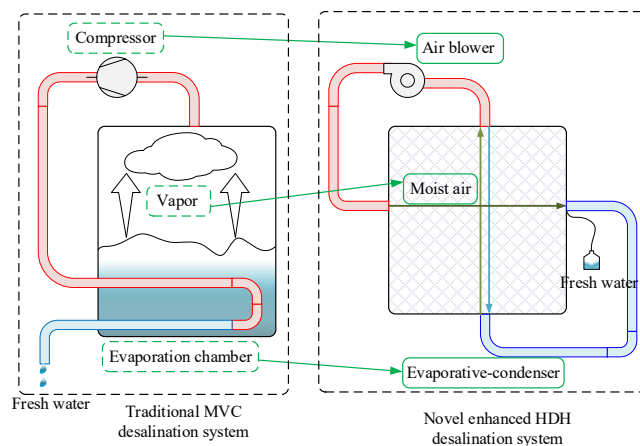 Compressor
Air blower
Vapor
Moist air
Fresh water
Evaporation chamber
Evaporative-condenser
Fresh water
Traditional MVC
desalination system
Novel enhanced HDH
desalination system